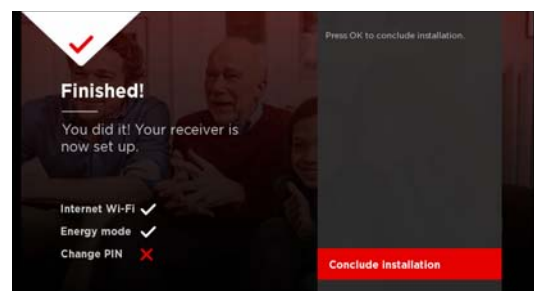 Finished!
You did it! Your receiver is
now set up.
Internet Wi-Fi
Energy mode
Change PIN
Press OK to conclude installation.
Conclude installation